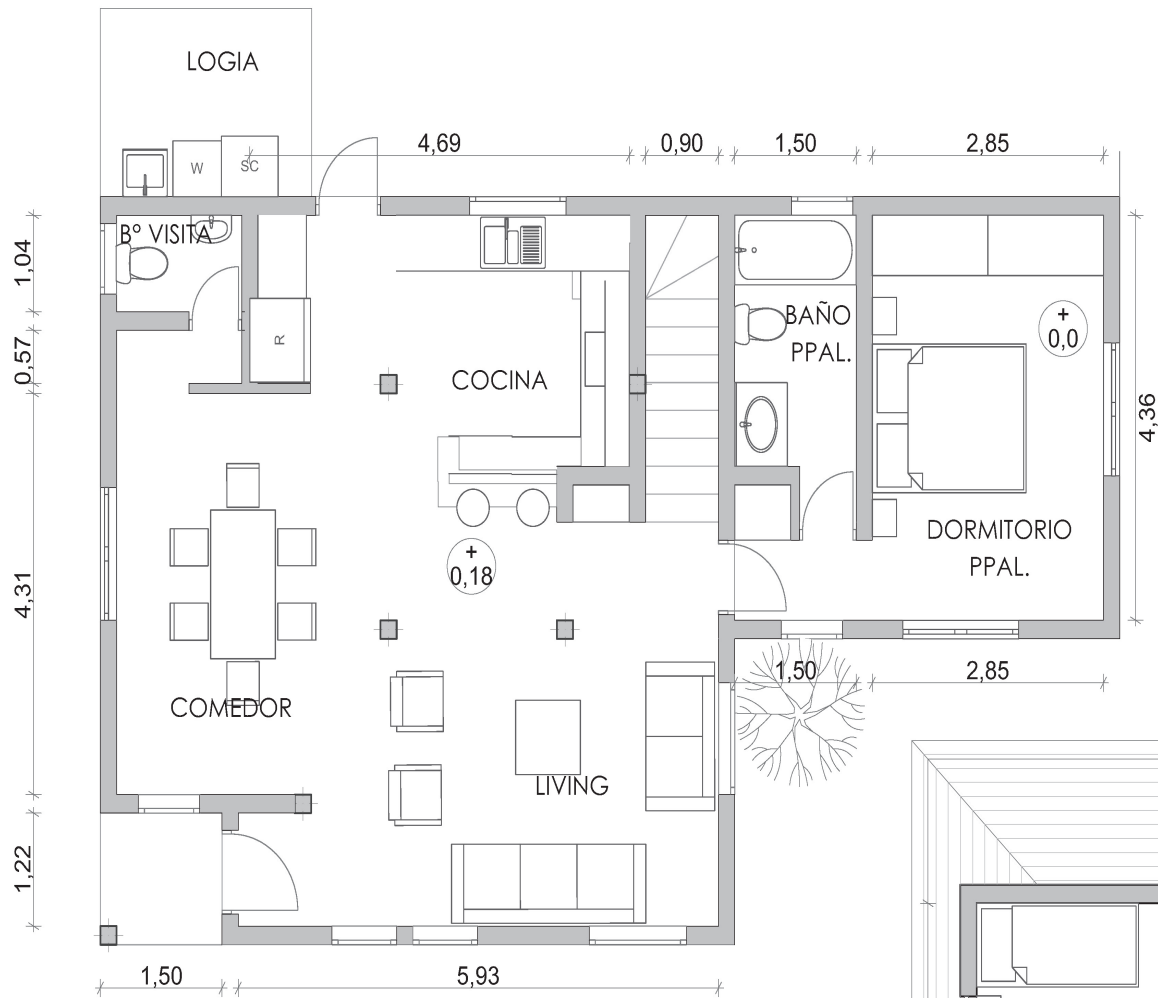 LOGIA
4,69
0,90
1,50
2,85
W
SC
Bº VISITA
1,04
+
0,0
BAÑO
PPAL.
0,57
R
COCINA
4,36
DORMITORIO
PPAL.
+
0,18
4,31
1,50
2,85
COMEDOR
LIVING
1,22
1,50
5,93